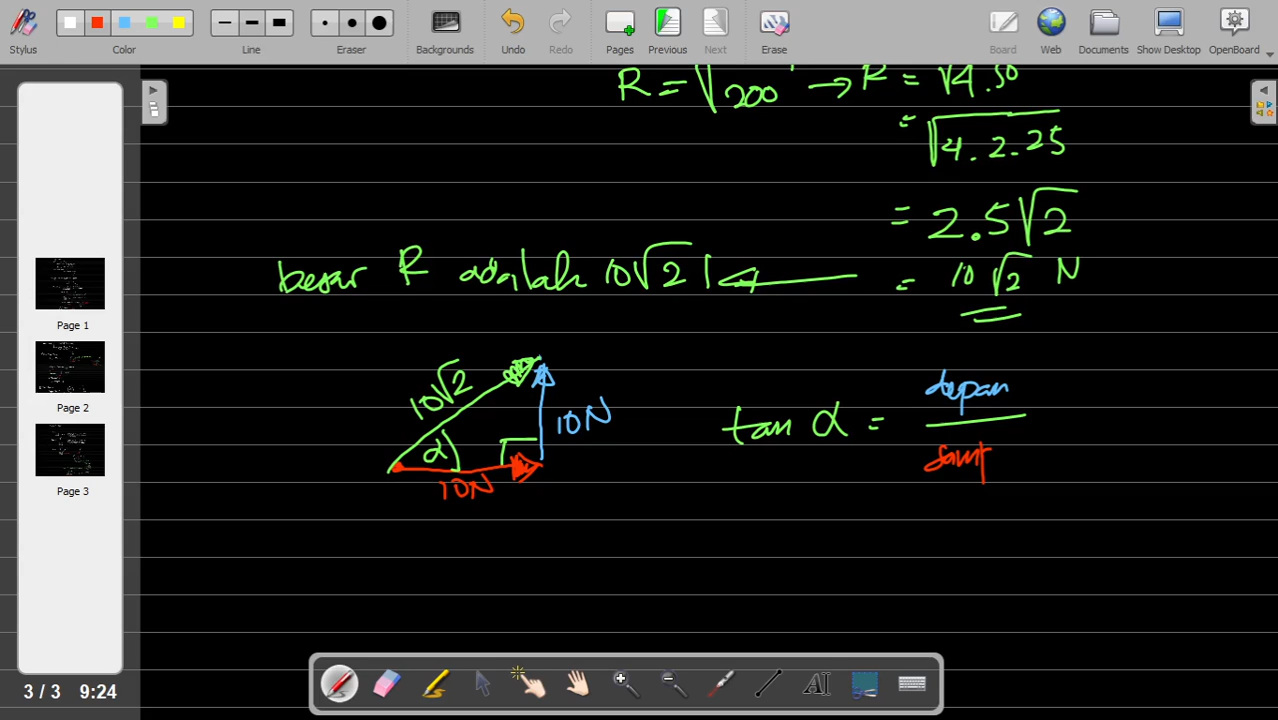 Stylus
Color
Line
Eraser
Backgrounds
Undo
Redo
Pages
Previous
Next
Erase
Board
Web
Documents
Show Desktop
OpenBoard
R = √200 → R = √4.50
= √4.2.25
= 2.5√2
besar R adalah 10√2 N
= 10√2 N
10√2
α
10N
10N
tan α = depan
sam
Page 1
Page 2
Page 3
3 / 3 9:24